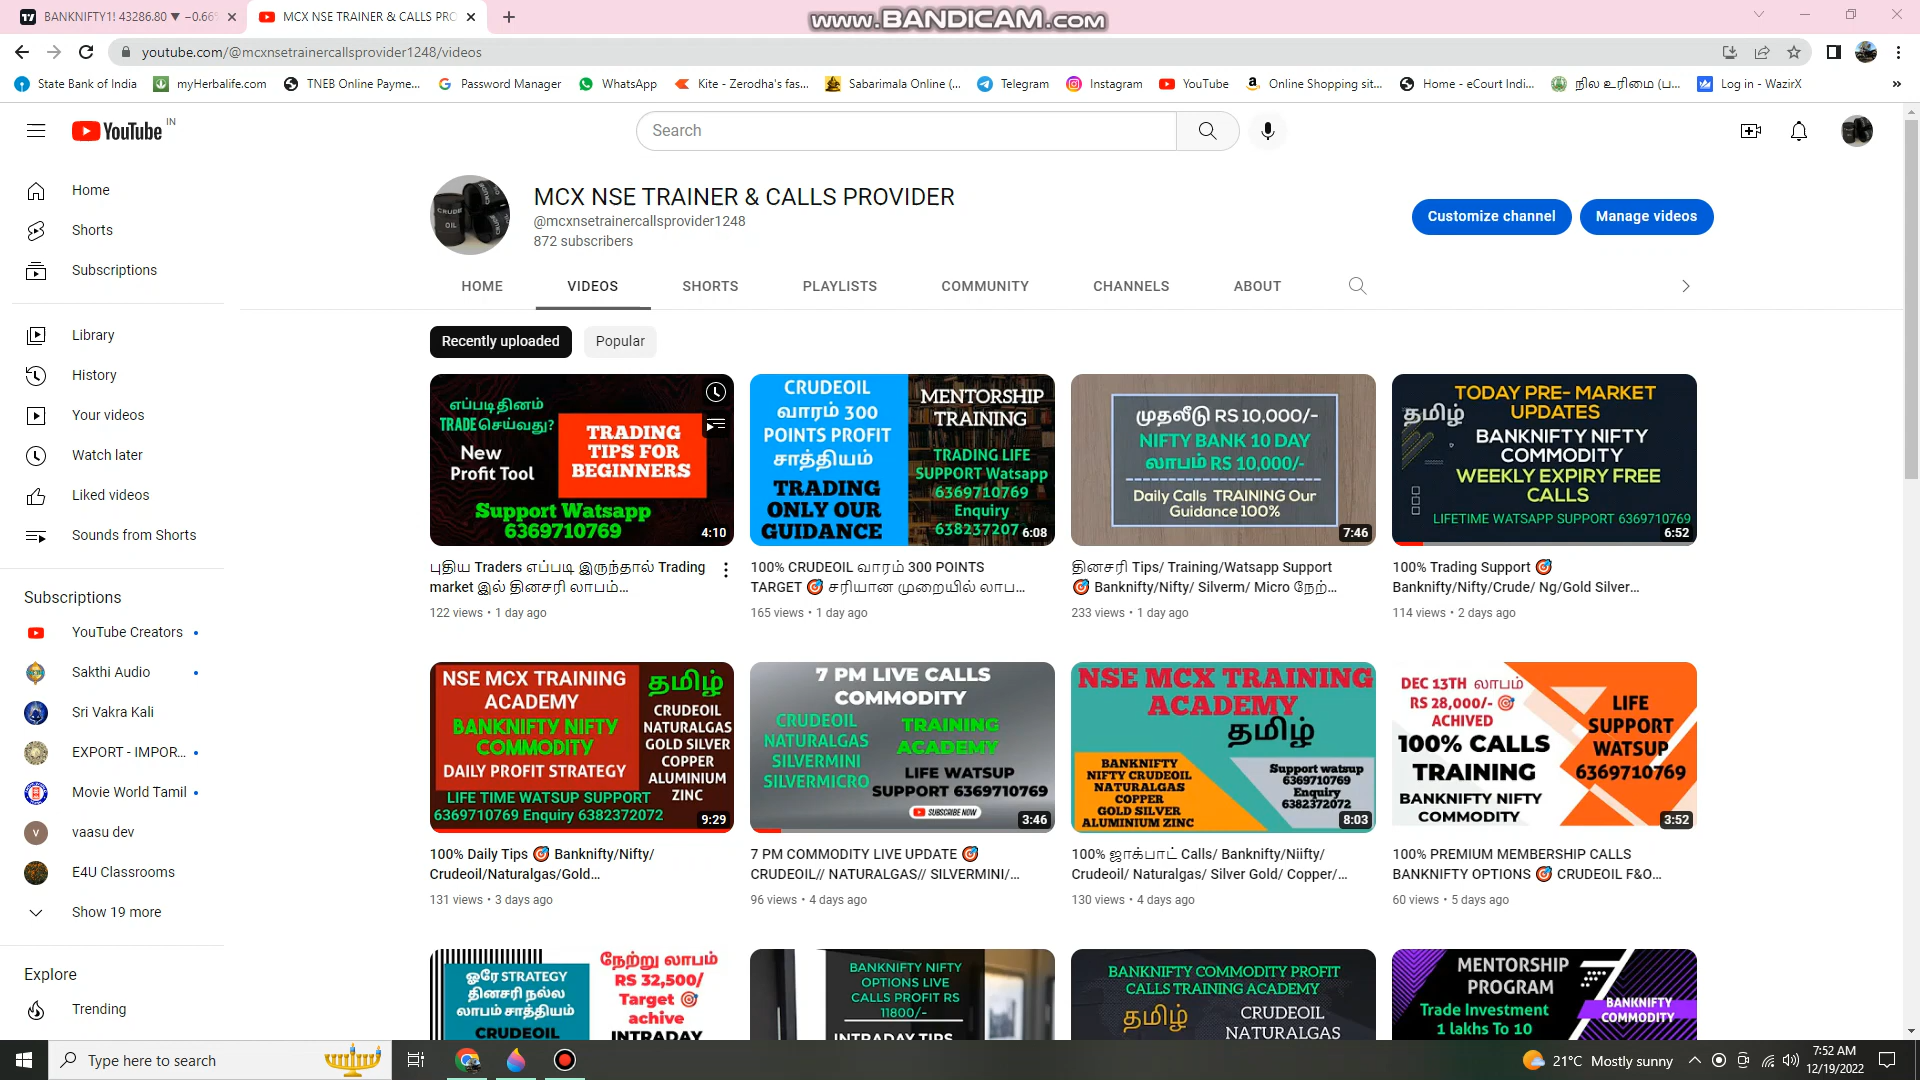 BANKNIFTY1! 43286.80 ▼ −0.66%
MCX NSE TRAINER & CALLS PRO
www.BANDICAM.com
youtube.com/@mcxnsetrainercallsprovider1248/videos
State Bank of India
myHerbalife.com
TNEB Online Payme...
Password Manager
WhatsApp
Kite - Zerodha's fas...
Sabarimala Online (...
Telegram
Instagram
YouTube
Online Shopping sit...
Home - eCourt Indi...
நில உரிமை (ப...
Log in - WazirX
YouTube IN
Search
Home
Shorts
Subscriptions
Library
History
Your videos
Watch later
Liked videos
Sounds from Shorts
Subscriptions
YouTube Creators
Sakthi Audio
Sri Vakra Kali
EXPORT - IMPOR...
Movie World Tamil
vaasu dev
E4U Classrooms
Show 19 more
Explore
Trending
CRUDE
OIL
MCX NSE TRAINER & CALLS PROVIDER
@mcxnsetrainercallsprovider1248
872 subscribers
Customize channel
Manage videos
HOME
VIDEOS
SHORTS
PLAYLISTS
COMMUNITY
CHANNELS
ABOUT
Recently uploaded
Popular
எப்படி தினம்
TRADE செய்வது?
New
Profit Tool
TRADING
TIPS FOR
BEGINNERS
Support Watsapp
6369710769
4:10
புதிய Traders எப்படி இருந்தால் Trading
market இல் தினசரி லாபம்...
122 views • 1 day ago
CRUDEOIL
வாரம் 300
POINTS PROFIT
சாத்தியம்
TRADING
ONLY OUR
GUIDANCE
MENTORSHIP
TRAINING
TRADING LIFE
SUPPORT Watsapp
6369710769
Enquiry
638237207
6:08
100% CRUDEOIL வாரம் 300 POINTS
TARGET 🎯 சரியான முறையில் லாப...
165 views • 1 day ago
முதலீடு RS 10,000/-
NIFTY BANK 10 DAY
லாபம் RS 10,000/-
Daily Calls TRAINING Our
Guidance 100%
7:46
தினசரி Tips/ Training/Watsapp Support
🎯 Banknifty/Nifty/ Silverm/ Micro நேற்...
233 views • 1 day ago
TODAY PRE- MARKET
UPDATES
தமிழ்
BANKNIFTY NIFTY
COMMODITY
WEEKLY EXPIRY FREE
CALLS
LIFETIME WATSAPP SUPPORT 6369710769
6:52
100% Trading Support 🎯
Banknifty/Nifty/Crude/ Ng/Gold Silver...
114 views • 2 days ago
NSE MCX TRAINING
ACADEMY
BANKNIFTY NIFTY
COMMODITY
DAILY PROFIT STRATEGY
தமிழ்
CRUDEOIL
NATURALGAS
GOLD SILVER
COPPER
ALUMINIUM
ZINC
LIFE TIME WATSUP SUPPORT
6369710769 Enquiry 6382372072
9:29
100% Daily Tips 🎯 Banknifty/Nifty/
Crudeoil/Naturalgas/Gold...
131 views • 3 days ago
7 PM LIVE CALLS
COMMODITY
CRUDEOIL
NATURALGAS
SILVERMINI
SILVERMICRO
TRAINING
ACADEMY
LIFE WATSUP
SUPPORT 6369710769
SUBSCRIBE NOW
3:46
7 PM COMMODITY LIVE UPDATE 🎯
CRUDEOIL// NATURALGAS// SILVERMINI/...
96 views • 4 days ago
NSE MCX TRAINING
ACADEMY
தமிழ்
BANKNIFTY
NIFTY CRUDEOIL
NATURALGAS
COPPER
GOLD SILVER
ALUMINIUM ZINC
Support watsup
6369710769
Enquiry
6382372072
8:03
100% ஜாக்பாட் Calls/ Banknifty/Niifty/
Crudeoil/ Naturalgas/ Silver Gold/ Copper/...
130 views • 4 days ago
DEC 13TH லாபம்
RS 28,000/- 🎯
ACHIVED
100% CALLS
TRAINING
BANKNIFTY NIFTY
COMMODITY
LIFE
SUPPORT
WATSUP
6369710769
3:52
100% PREMIUM MEMBERSHIP CALLS
BANKNIFTY OPTIONS 🎯 CRUDEOIL F&O...
60 views • 5 days ago
ஓரே STRATEGY
தினசரி நல்ல
லாபம் சாத்தியம்
CRUDEOIL
நேற்று லாபம்
RS 32,500/
Target 🎯
achive
INTRADAY
BANKNIFTY NIFTY
OPTIONS LIVE
CALLS PROFIT RS
11800/-
INTRADAY TIPS
BANKNIFTY COMMODITY PROFIT
CALLS TRAINING ACADEMY
தமிழ்
CRUDEOIL
NATURALGAS
MENTORSHIP
PROGRAM
Trade Investment
1 lakhs To 10
BANKNIFTY
COMMODITY
Type here to search
21°C Mostly sunny
7:52 AM
12/19/2022